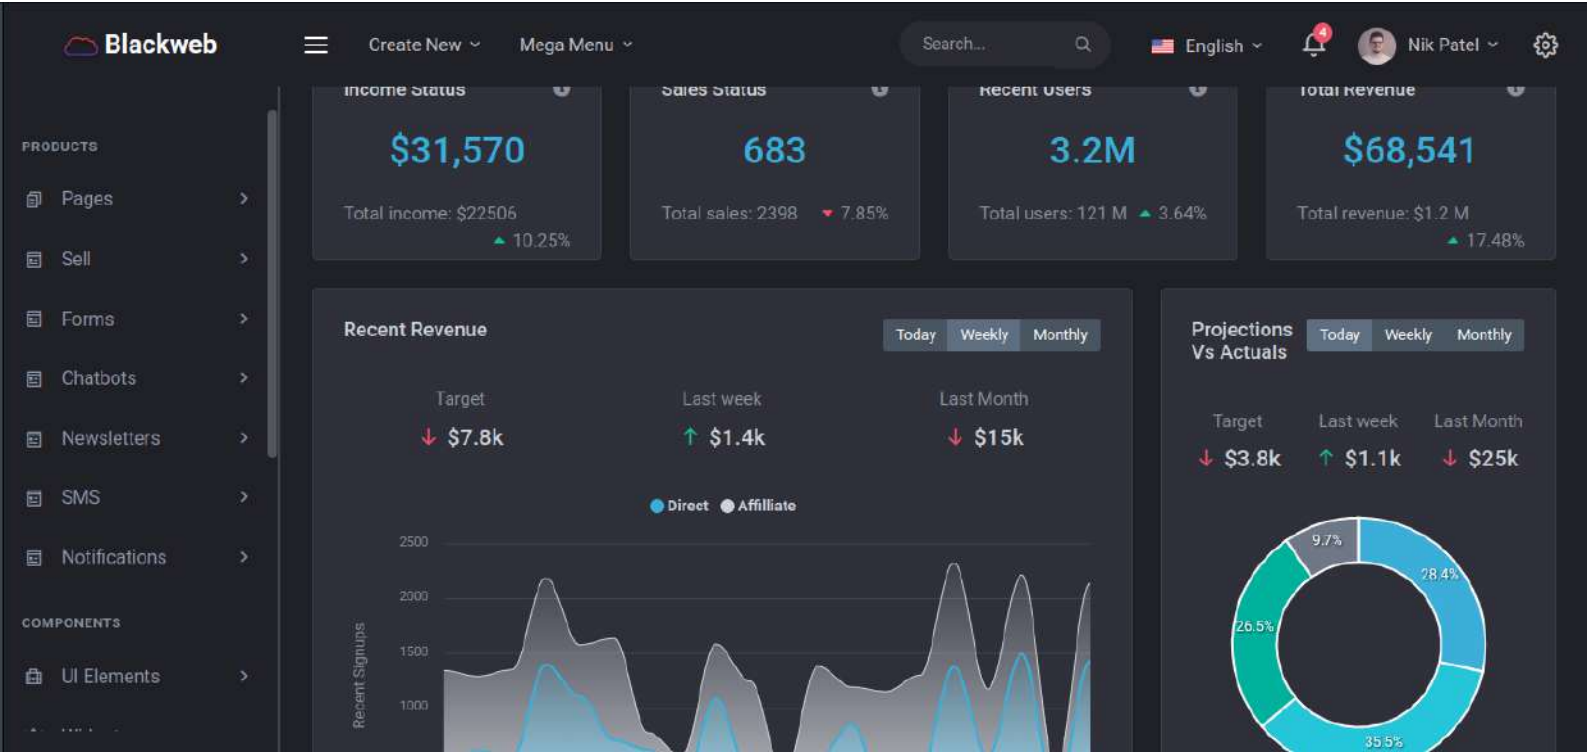 Blackweb
Create New
Mega Menu
Search...
English
4
Nik Patel
PRODUCTS
Pages
Sell
Forms
Chatbots
Newsletters
SMS
Notifications
COMPONENTS
UI Elements
Income Status
$31,570
Total income: $22506
10.25%
Sales Status
683
Total sales: 2398 7.85%
Recent Users
3.2M
Total users: 121 M 3.64%
Total Revenue
$68,541
Total revenue: $1.2 M
17.48%
Recent Revenue
Today Weekly Monthly
Target Last week Last Month
$7.8k $1.4k $15k
Direct Affilliate
2500
2000
1500
1000
Recent Signups
Projections
Vs Actuals
Today Weekly Monthly
Target Last week Last Month
$3.8k $1.1k $25k
9.7%
28.4%
26.5%
35.5%